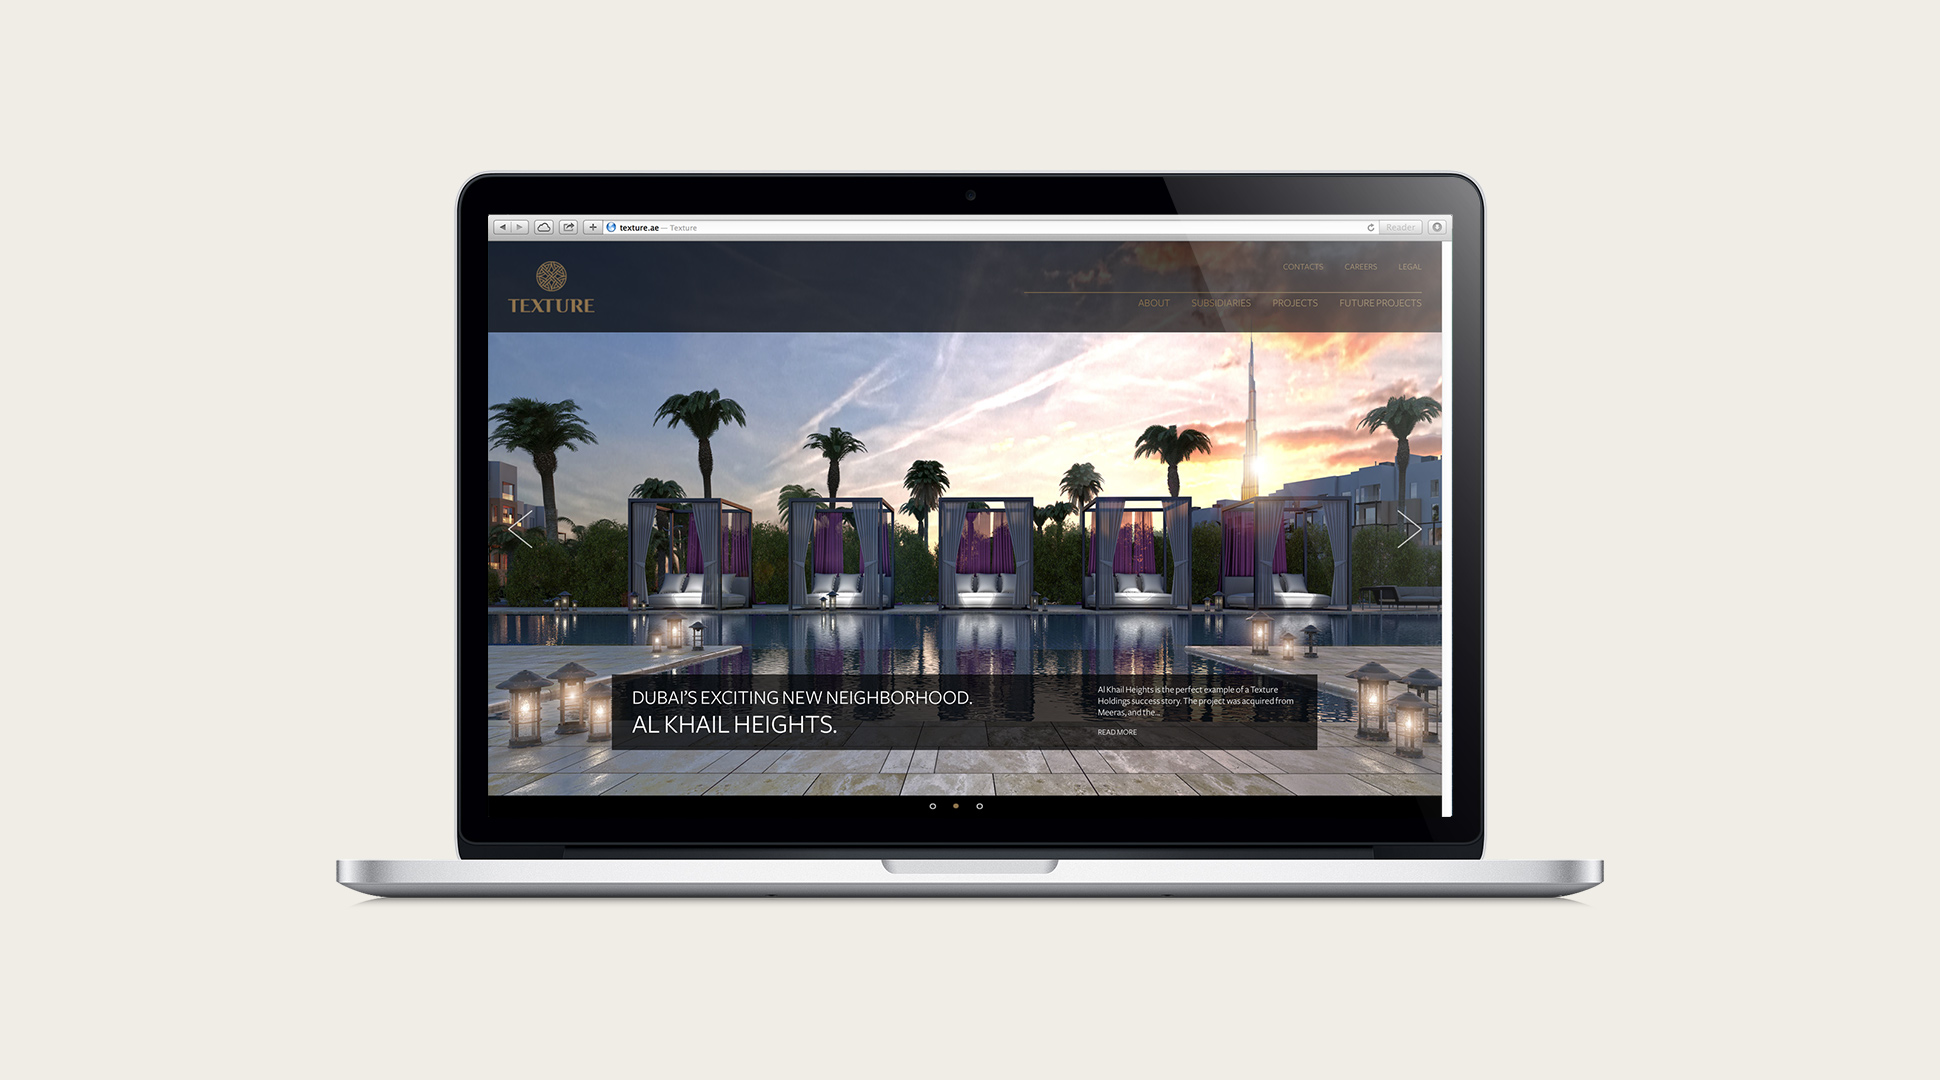 texture.ae — Texture
Reader
TEXTURE
CONTACTS CAREERS LEGAL
ABOUT SUBSIDIARIES PROJECTS FUTURE PROJECTS
DUBAI'S EXCITING NEW NEIGHBORHOOD.
AL KHAIL HEIGHTS.
Al Khail Heights is the perfect example of a Texture
Holdings success story. The project was acquired from
Meeras, and the...
READ MORE